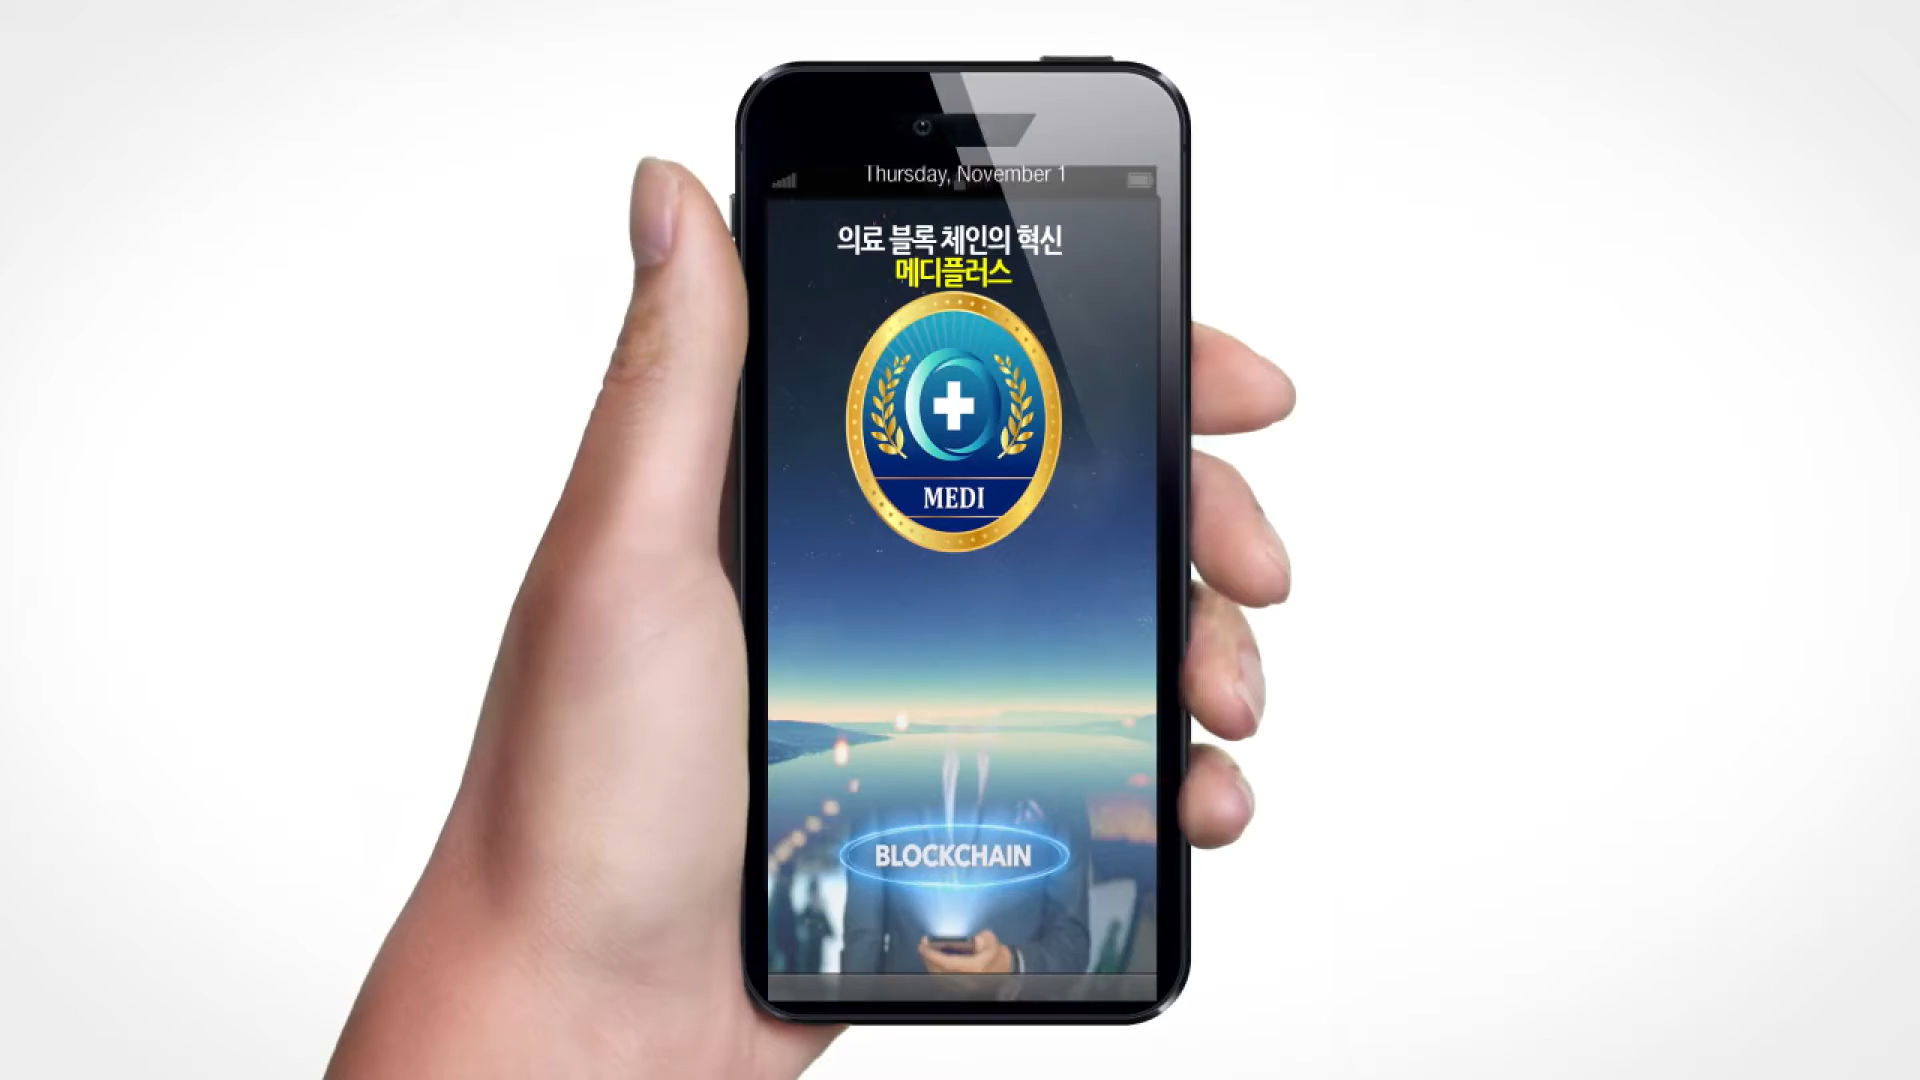 Thursday, November 1
의료 블록 체인의 혁신
메디플러스
MEDI
BLOCKCHAIN